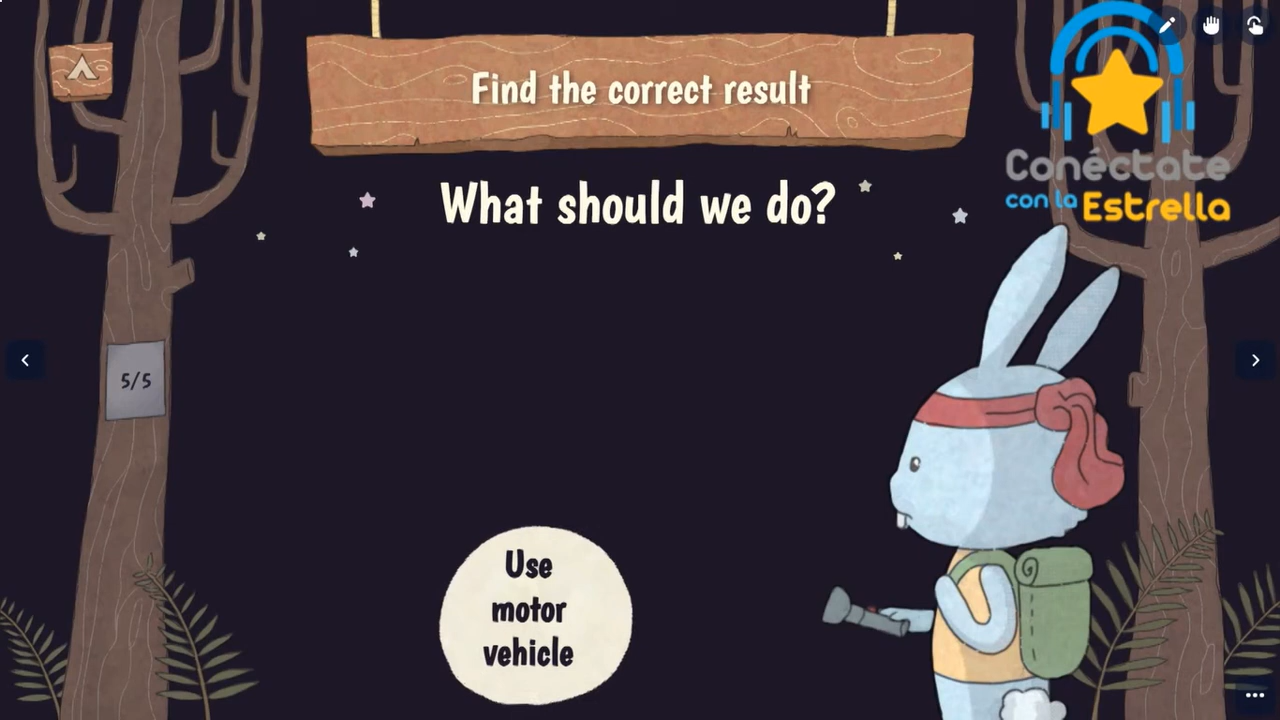 Find the correct result
Conéctate
con la Estrella
What should we do?
5/5
Use
motor
vehicle